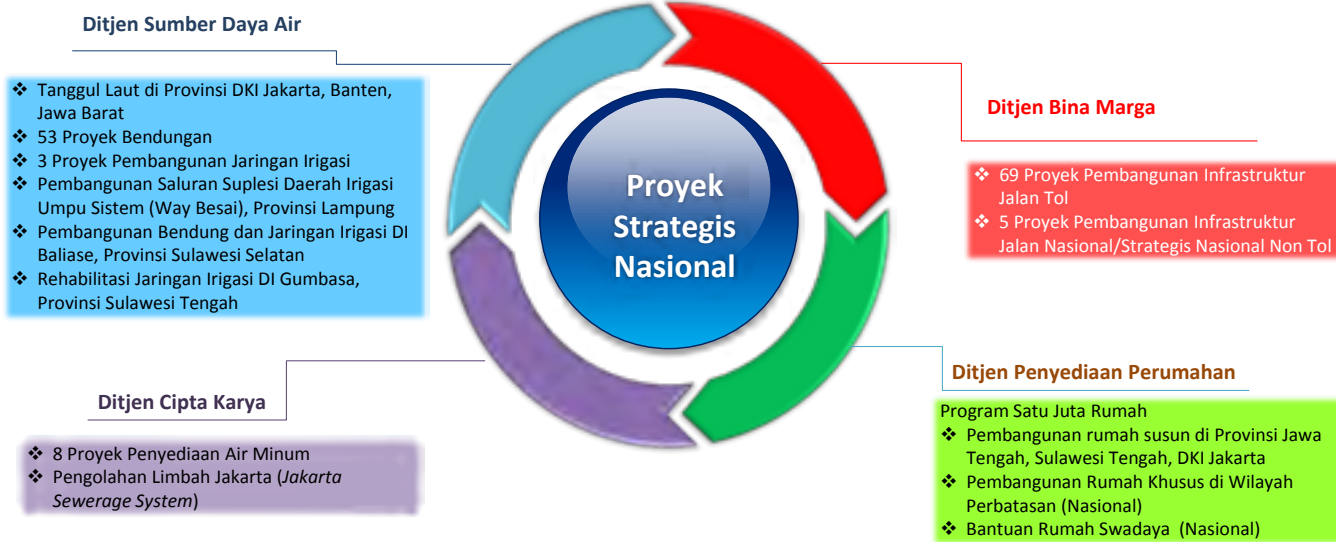 Ditjen Sumber Daya Air
❖ Tanggul Laut di Provinsi DKI Jakarta, Banten,
Jawa Barat
❖ 53 Proyek Bendungan
❖ 3 Proyek Pembangunan Jaringan Irigasi
❖ Pembangunan Saluran Suplesi Daerah Irigasi
Umpu Sistem (Way Besai), Provinsi Lampung
❖ Pembangunan Bendung dan Jaringan Irigasi DI
Baliase, Provinsi Sulawesi Selatan
❖ Rehabilitasi Jaringan Irigasi DI Gumbasa,
Provinsi Sulawesi Tengah
Proyek
Strategis
Nasional
Ditjen Bina Marga
❖ 69 Proyek Pembangunan Infrastruktur
Jalan Tol
❖ 5 Proyek Pembangunan Infrastruktur
Jalan Nasional/Strategis Nasional Non Tol
Ditjen Cipta Karya
❖ 8 Proyek Penyediaan Air Minum
❖ Pengolahan Limbah Jakarta (Jakarta
Sewerage System)
Ditjen Penyediaan Perumahan
Program Satu Juta Rumah
❖ Pembangunan rumah susun di Provinsi Jawa
Tengah, Sulawesi Tengah, DKI Jakarta
❖ Pembangunan Rumah Khusus di Wilayah
Perbatasan (Nasional)
❖ Bantuan Rumah Swadaya (Nasional)